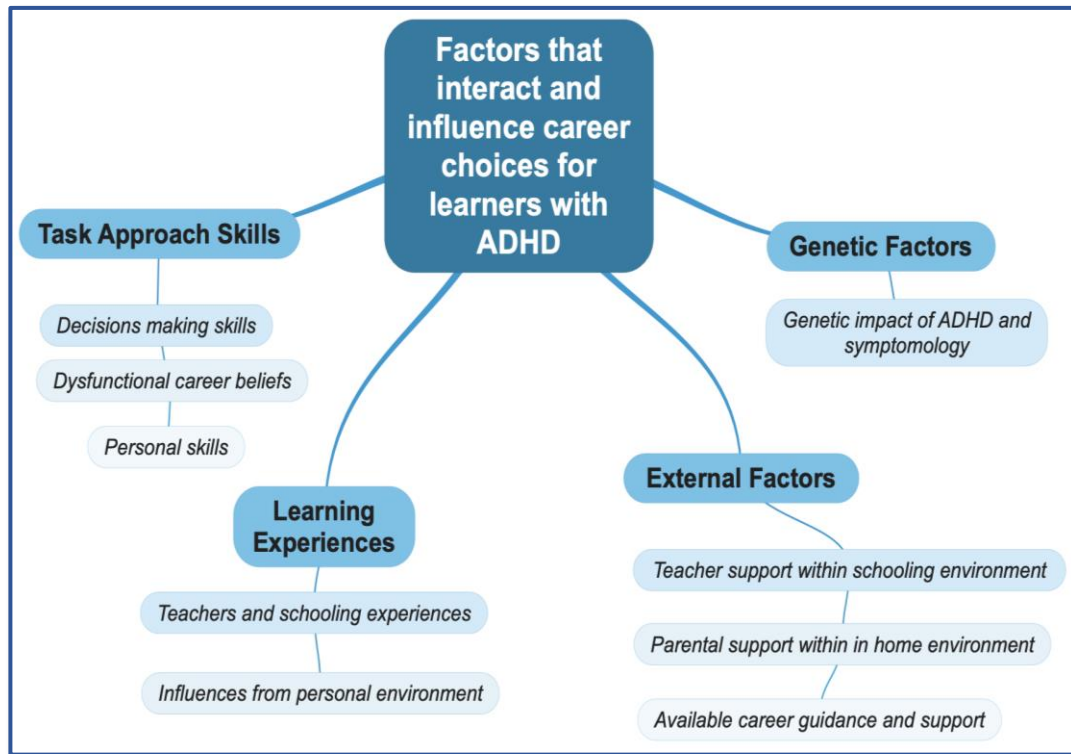 Factors that
interact and
influence career
choices for
learners with
ADHD
Task Approach Skills
Decisions making skills
Dysfunctional career beliefs
Personal skills
Learning
Experiences
Teachers and schooling experiences
Influences from personal environment
External Factors
Teacher support within schooling environment
Parental support within in home environment
Available career guidance and support
Genetic Factors
Genetic impact of ADHD and
symptomology